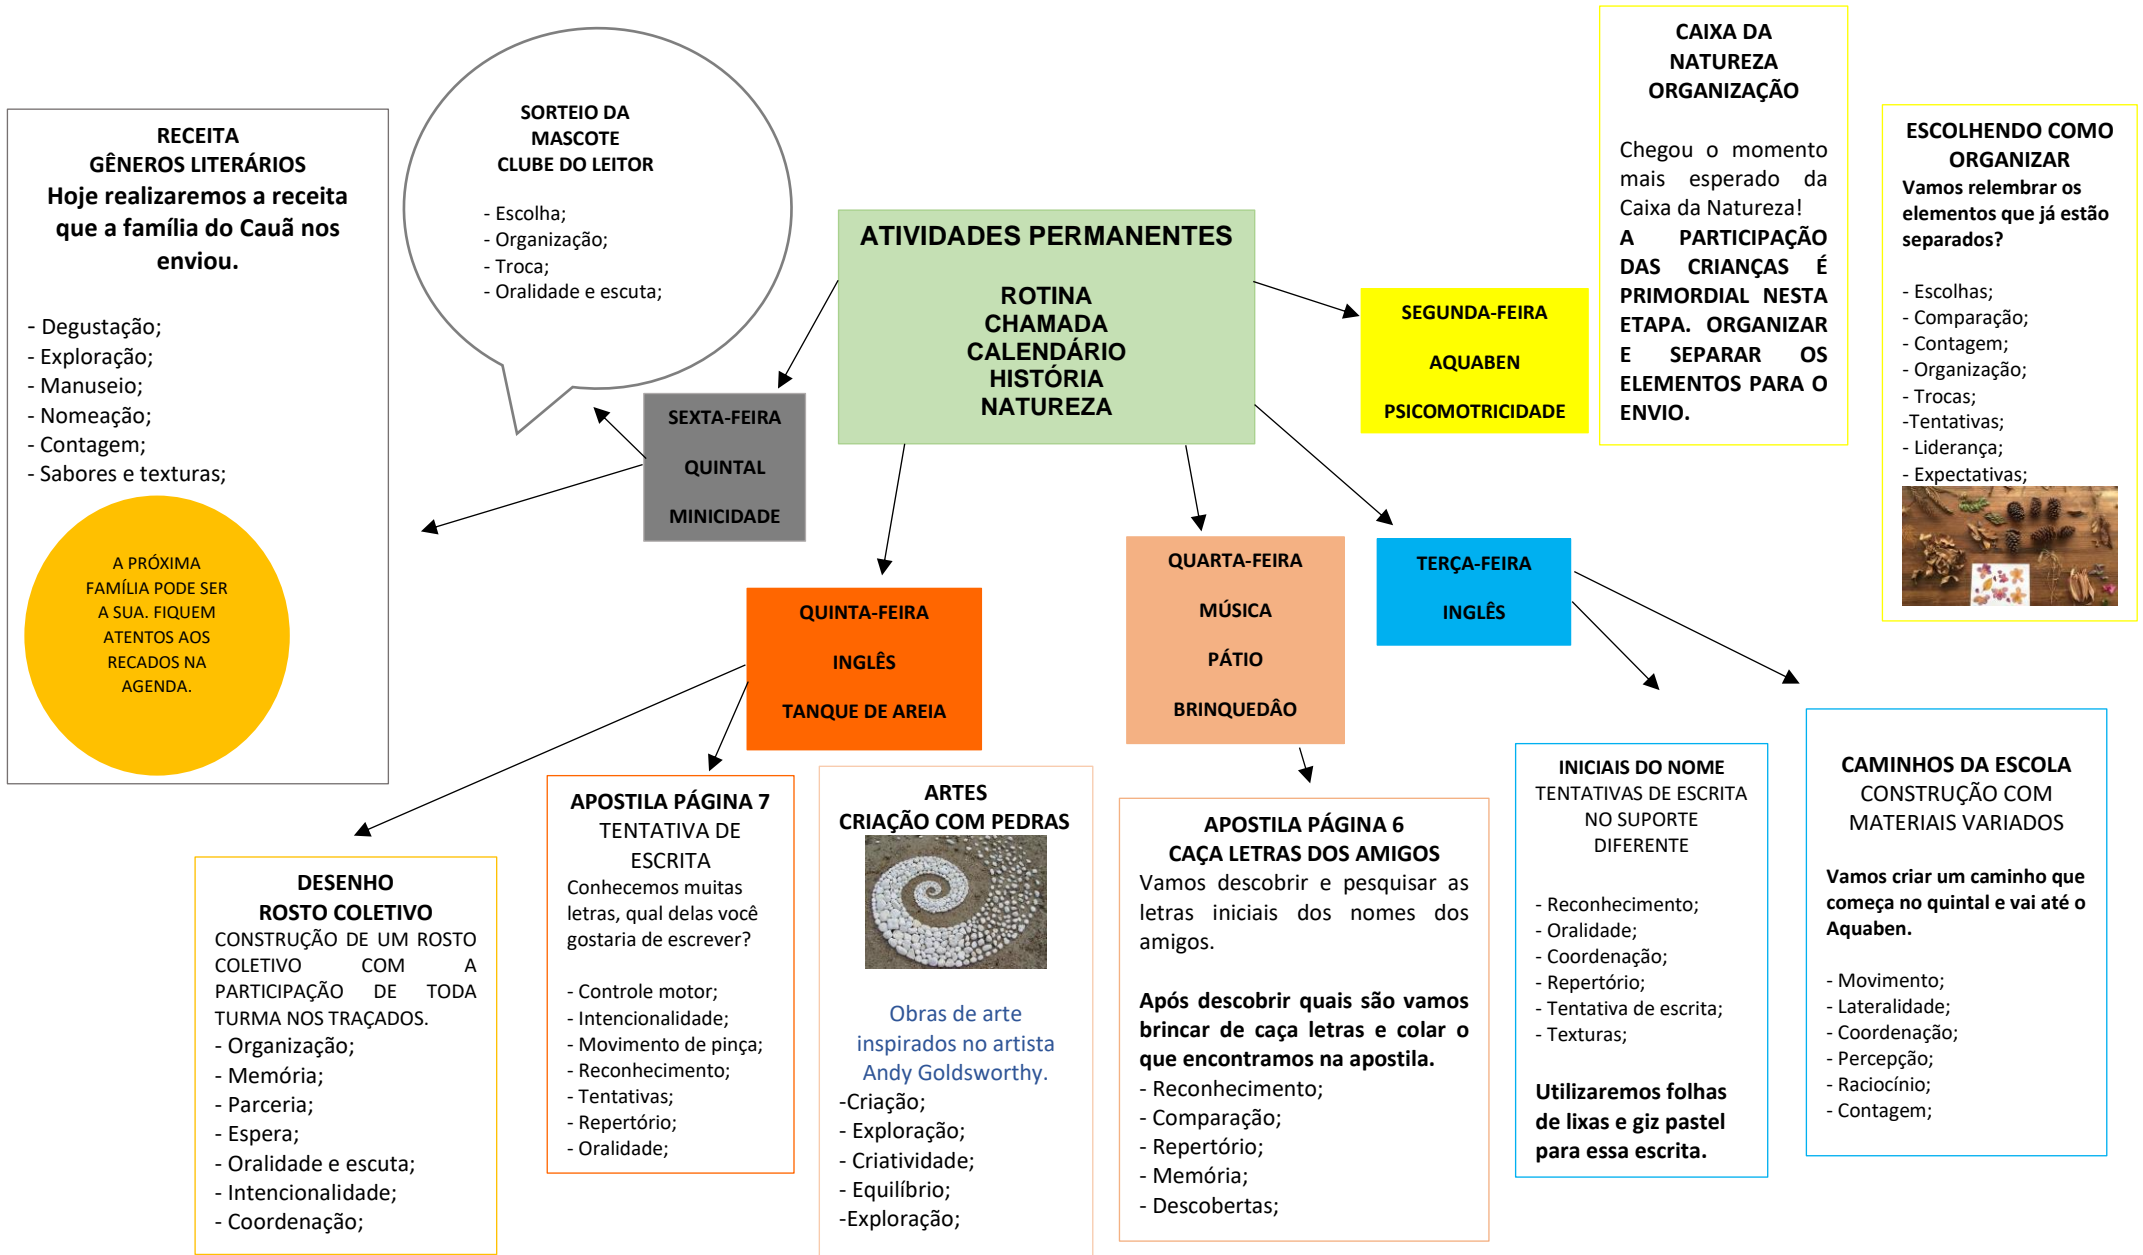 ATIVIDADES PERMANENTES
ROTINA
CHAMADA
CALENDÁRIO
HISTÓRIA
NATUREZA
SEGUNDA-FEIRA
AQUABEN
PSICOMOTRICIDADE
CAIXA DA
NATUREZA
ORGANIZAÇÃO
Chegou o momento
mais esperado da
Caixa da Natureza!
A PARTICIPAÇÃO
DAS CRIANÇAS É
PRIMORDIAL NESTA
ETAPA. ORGANIZAR
E SEPARAR OS
ELEMENTOS PARA O
ENVIO.
ESCOLHENDO COMO
ORGANIZAR
Vamos relembrar os
elementos que já estão
separados?
- Escolhas;
- Comparação;
- Contagem;
- Organização;
- Trocas;
-Tentativas;
- Liderança;
- Expectativas;
TERÇA-FEIRA
INGLÊS
INICIAIS DO NOME
TENTATIVAS DE ESCRITA
NO SUPORTE
DIFERENTE
- Reconhecimento;
- Oralidade;
- Coordenação;
- Repertório;
- Tentativa de escrita;
- Texturas;
Utilizaremos folhas
de lixas e giz pastel
para essa escrita.
CAMINHOS DA ESCOLA
CONSTRUÇÃO COM
MATERIAIS VARIADOS
Vamos criar um caminho que
começa no quintal e vai até o
Aquaben.
- Movimento;
- Lateralidade;
- Coordenação;
- Percepção;
- Raciocínio;
- Contagem;
QUARTA-FEIRA
MÚSICA
PÁTIO
BRINQUEDÂO
APOSTILA PÁGINA 6
CAÇA LETRAS DOS AMIGOS
Vamos descobrir e pesquisar as
letras iniciais dos nomes dos
amigos.
Após descobrir quais são vamos
brincar de caça letras e colar o
que encontramos na apostila.
- Reconhecimento;
- Comparação;
- Repertório;
- Memória;
- Descobertas;
ARTES
CRIAÇÃO COM PEDRAS
Obras de arte
inspirados no artista
Andy Goldsworthy.
-Criação;
- Exploração;
- Criatividade;
- Equilíbrio;
-Exploração;
QUINTA-FEIRA
INGLÊS
TANQUE DE AREIA
APOSTILA PÁGINA 7
TENTATIVA DE
ESCRITA
Conhecemos muitas
letras, qual delas você
gostaria de escrever?
- Controle motor;
- Intencionalidade;
- Movimento de pinça;
- Reconhecimento;
- Tentativas;
- Repertório;
- Oralidade;
DESENHO
ROSTO COLETIVO
CONSTRUÇÃO DE UM ROSTO
COLETIVO COM A
PARTICIPAÇÃO DE TODA
TURMA NOS TRAÇADOS.
- Organização;
- Memória;
- Parceria;
- Espera;
- Oralidade e escuta;
- Intencionalidade;
- Coordenação;
SEXTA-FEIRA
QUINTAL
MINICIDADE
SORTEIO DA
MASCOTE
CLUBE DO LEITOR
- Escolha;
- Organização;
- Troca;
- Oralidade e escuta;
RECEITA
GÊNEROS LITERÁRIOS
Hoje realizaremos a receita
que a família do Cauã nos
enviou.
- Degustação;
- Exploração;
- Manuseio;
- Nomeação;
- Contagem;
- Sabores e texturas;
A PRÓXIMA
FAMÍLIA PODE SER
A SUA. FIQUEM
ATENTOS AOS
RECADOS NA
AGENDA.